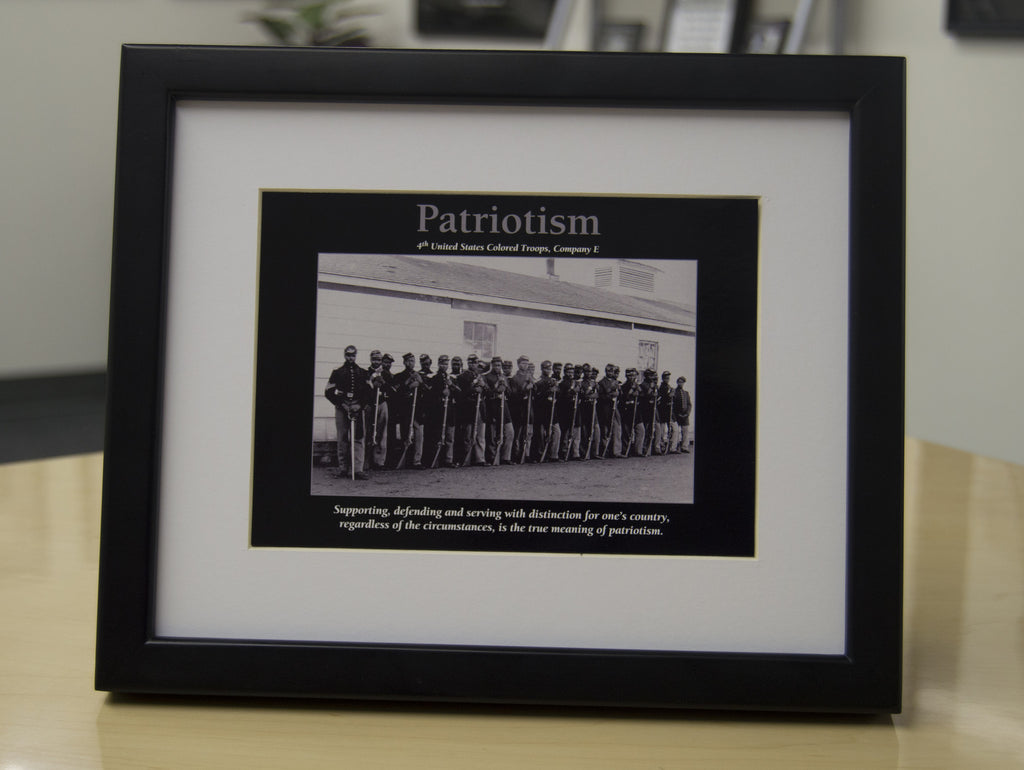 Patriotism
4th United States Colored Troops, Company E
Supporting, defending and serving with distinction for one's country,
regardless of the circumstances, is the true meaning of patriotism.